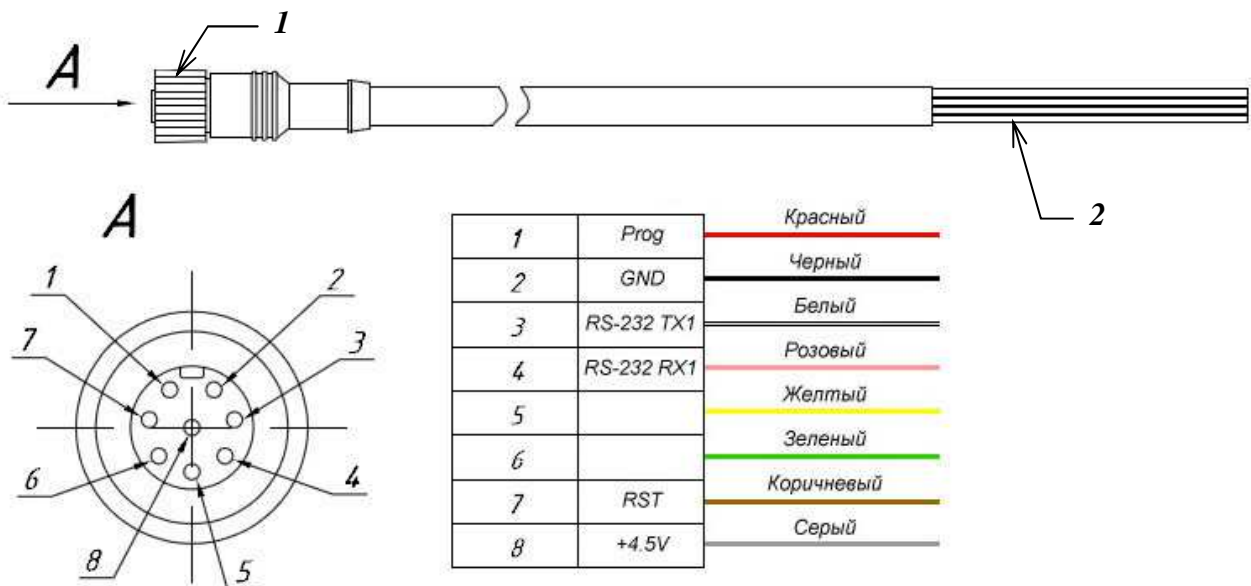 1
A
2
A
1
2
7
3
6
4
8
5
1 Prog Красный
2 GND Черный
3 RS-232 TX1 Белый
4 RS-232 RX1 Розовый
5 Желтый
6 Зеленый
7 RST Коричневый
8 +4.5V Серый